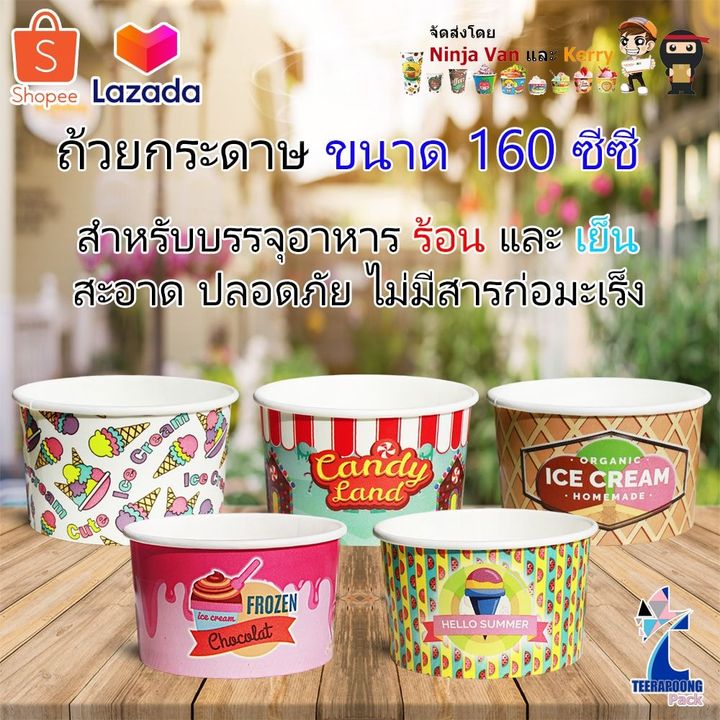 Shopee
Lazada
จัดส่งโดย
Ninja Van และ Kerry
ถ้วยกระดาษ ขนาด 160 ซีซี
สำหรับบรรจุอาหาร ร้อน และ เย็น
สะอาด ปลอดภัย ไม่มีสารก่อมะเร็ง
Ice Cream
Ice Cream
Cute
Candy
Land
ORGANIC
ICE CREAM
HOMEMADE
ice cream
FROZEN
Chocolat
HELLO SUMMER
TEERAPOONG
Pack